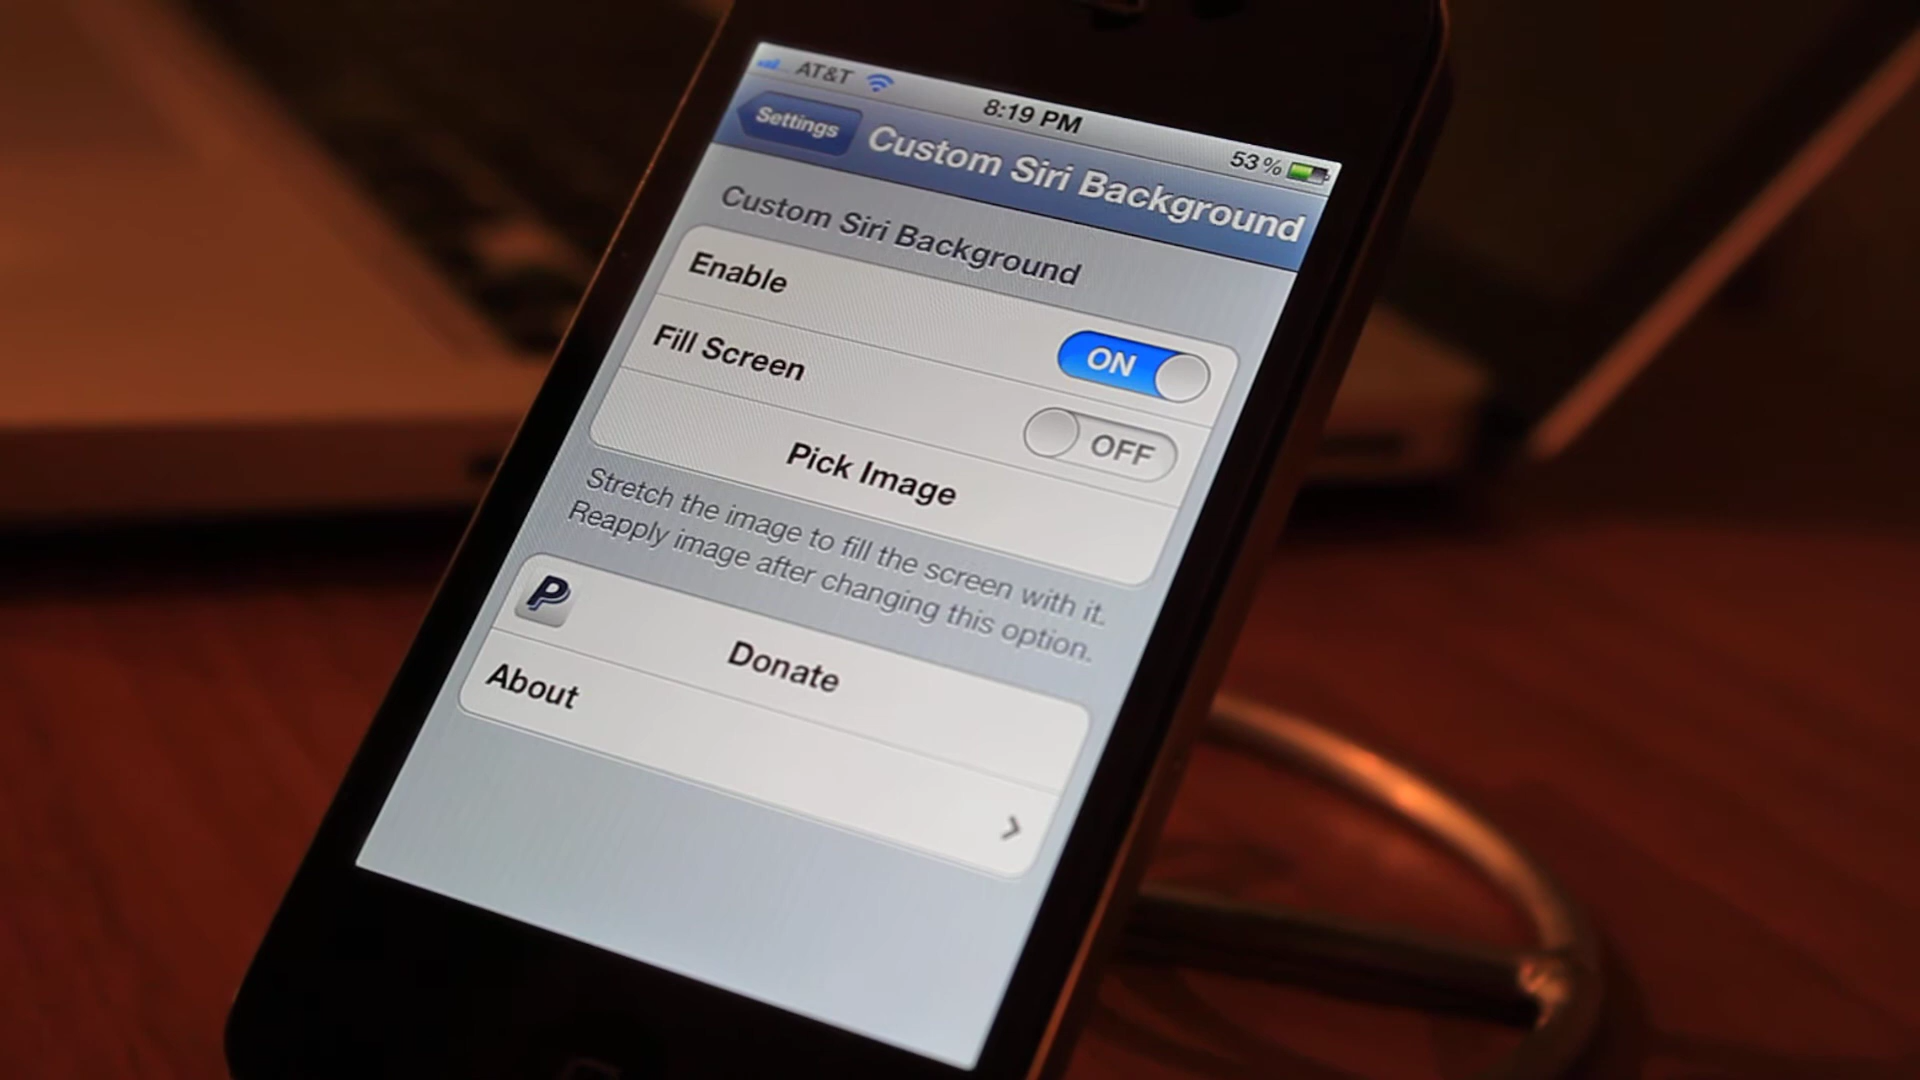 AT&T 8:19 PM 53%
Settings Custom Siri Background
Custom Siri Background
Enable ON
Fill Screen OFF
Pick Image
Stretch the image to fill the screen with it.
Reapply image after changing this option.
P Donate
About